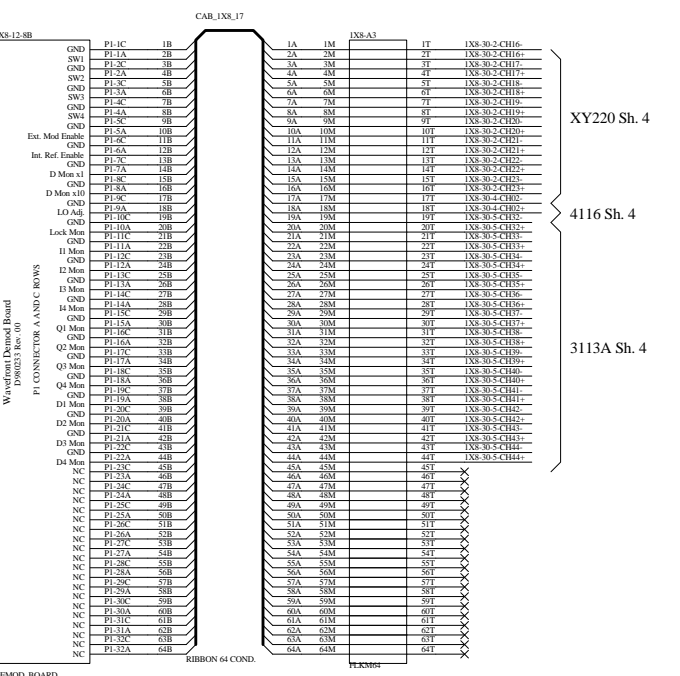 CAB_1X8_17
X8-12-8B 1X8-A3
GND P1-1C 1B 1A 1M 1T 1X8-30-2-CH16-
SW1 P1-1A 2B 2A 2M 2T 1X8-30-2-CH16+
GND P1-2C 3B 3A 3M 3T 1X8-30-2-CH17-
SW2 P1-2A 4B 4A 4M 4T 1X8-30-2-CH17+
GND P1-3C 5B 5A 5M 5T 1X8-30-2-CH18-
SW3 P1-3A 6B 6A 6M 6T 1X8-30-2-CH18+
GND P1-4C 7B 7A 7M 7T 1X8-30-2-CH19-
SW4 P1-4A 8B 8A 8M 8T 1X8-30-2-CH19+
GND P1-5C 9B 9A 9M 9T 1X8-30-2-CH20-
Ext. Mod Enable P1-5A 10B 10A 10M 10T 1X8-30-2-CH20+
GND P1-6C 11B 11A 11M 11T 1X8-30-2-CH21-
Int. Ref. Enable P1-6A 12B 12A 12M 12T 1X8-30-2-CH21+
GND P1-7C 13B 13A 13M 13T 1X8-30-2-CH22-
D Mon x1 P1-7A 14B 14A 14M 14T 1X8-30-2-CH22+
GND P1-8C 15B 15A 15M 15T 1X8-30-2-CH23-
D Mon x10 P1-8A 16B 16A 16M 16T 1X8-30-2-CH23+
GND P1-9C 17B 17A 17M 17T 1X8-30-4-CH02-
LO Adj. P1-9A 18B 18A 18M 18T 1X8-30-4-CH02+
GND P1-10C 19B 19A 19M 19T 1X8-30-5-CH32-
Lock Mon P1-10A 20B 20A 20M 20T 1X8-30-5-CH32+
GND P1-11C 21B 21A 21M 21T 1X8-30-5-CH33-
I1 Mon P1-11A 22B 22A 22M 22T 1X8-30-5-CH33+
GND P1-12C 23B 23A 23M 23T 1X8-30-5-CH34-
I2 Mon P1-12A 24B 24A 24M 24T 1X8-30-5-CH34+
GND P1-13C 25B 25A 25M 25T 1X8-30-5-CH35-
I3 Mon P1-13A 26B 26A 26M 26T 1X8-30-5-CH35+
GND P1-14C 27B 27A 27M 27T 1X8-30-5-CH36-
I4 Mon P1-14A 28B 28A 28M 28T 1X8-30-5-CH36+
GND P1-15C 29B 29A 29M 29T 1X8-30-5-CH37-
Q1 Mon P1-15A 30B 30A 30M 30T 1X8-30-5-CH37+
GND P1-16C 31B 31A 31M 31T 1X8-30-5-CH38-
Q2 Mon P1-16A 32B 32A 32M 32T 1X8-30-5-CH38+
GND P1-17C 33B 33A 33M 33T 1X8-30-5-CH39-
Q3 Mon P1-17A 34B 34A 34M 34T 1X8-30-5-CH39+
GND P1-18C 35B 35A 35M 35T 1X8-30-5-CH40-
Q4 Mon P1-18A 36B 36A 36M 36T 1X8-30-5-CH40+
GND P1-19C 37B 37A 37M 37T 1X8-30-5-CH41-
D1 Mon P1-19A 38B 38A 38M 38T 1X8-30-5-CH41+
GND P1-20C 39B 39A 39M 39T 1X8-30-5-CH42-
D2 Mon P1-20A 40B 40A 40M 40T 1X8-30-5-CH42+
GND P1-21C 41B 41A 41M 41T 1X8-30-5-CH43-
D3 Mon P1-21A 42B 42A 42M 42T 1X8-30-5-CH43+
GND P1-22C 43B 43A 43M 43T 1X8-30-5-CH44-
D4 Mon P1-22A 44B 44A 44M 44T 1X8-30-5-CH44+
NC P1-23C 45B 45A 45M 45T
NC P1-23A 46B 46A 46M 46T
NC P1-24C 47B 47A 47M 47T
NC P1-24A 48B 48A 48M 48T
NC P1-25C 49B 49A 49M 49T
NC P1-25A 50B 50A 50M 50T
NC P1-26C 51B 51A 51M 51T
NC P1-26A 52B 52A 52M 52T
NC P1-27C 53B 53A 53M 53T
NC P1-27A 54B 54A 54M 54T
NC P1-28C 55B 55A 55M 55T
NC P1-28A 56B 56A 56M 56T
NC P1-29C 57B 57A 57M 57T
NC P1-29A 58B 58A 58M 58T
NC P1-30C 59B 59A 59M 59T
NC P1-30A 60B 60A 60M 60T
NC P1-31C 61B 61A 61M 61T
NC P1-31A 62B 62A 62M 62T
NC P1-32C 63B 63A 63M 63T
NC P1-32A 64B 64A 64M 64T
XY220 Sh. 4
4116 Sh. 4
3113A Sh. 4
Wavefront Demod Board
D980233 Rev. 00
P1 CONNECTOR A AND C ROWS
RIBBON 64 COND.
FLKM64
EMOD_BOARD